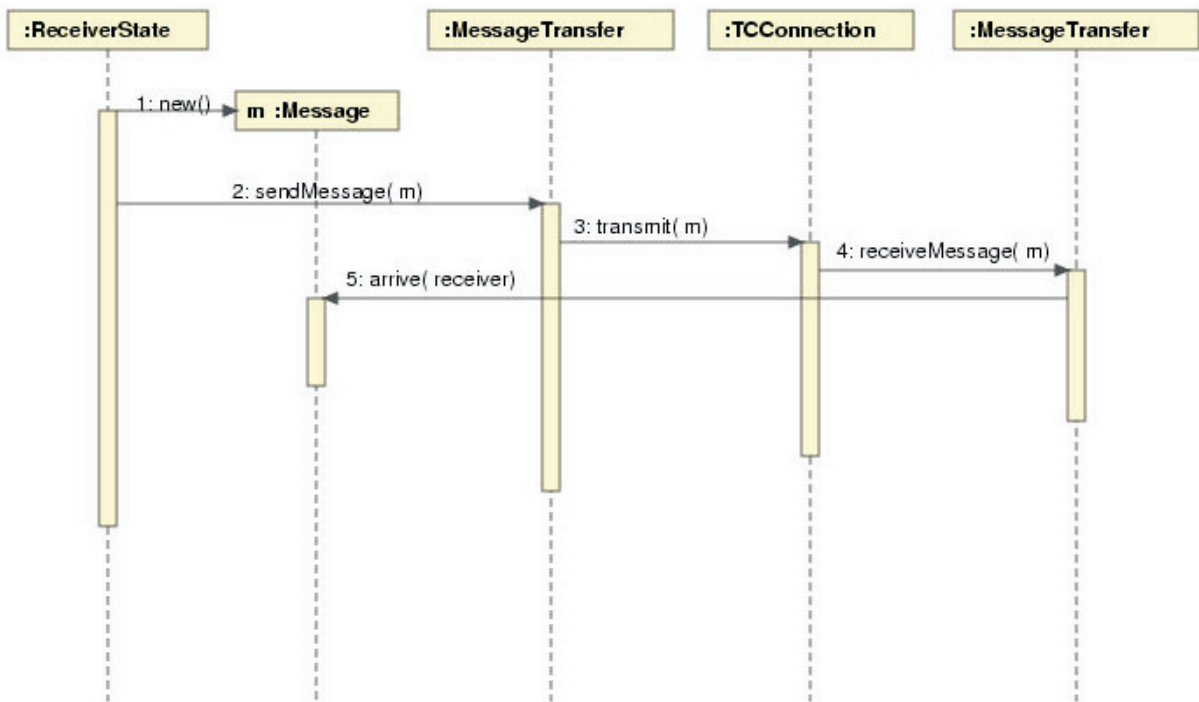 :ReceiverState
:MessageTransfer
:TCConnection
:MessageTransfer
1: new()
m :Message
2: sendMessage( m)
3: transmit( m)
4: receiveMessage( m)
5: arrive( receiver)